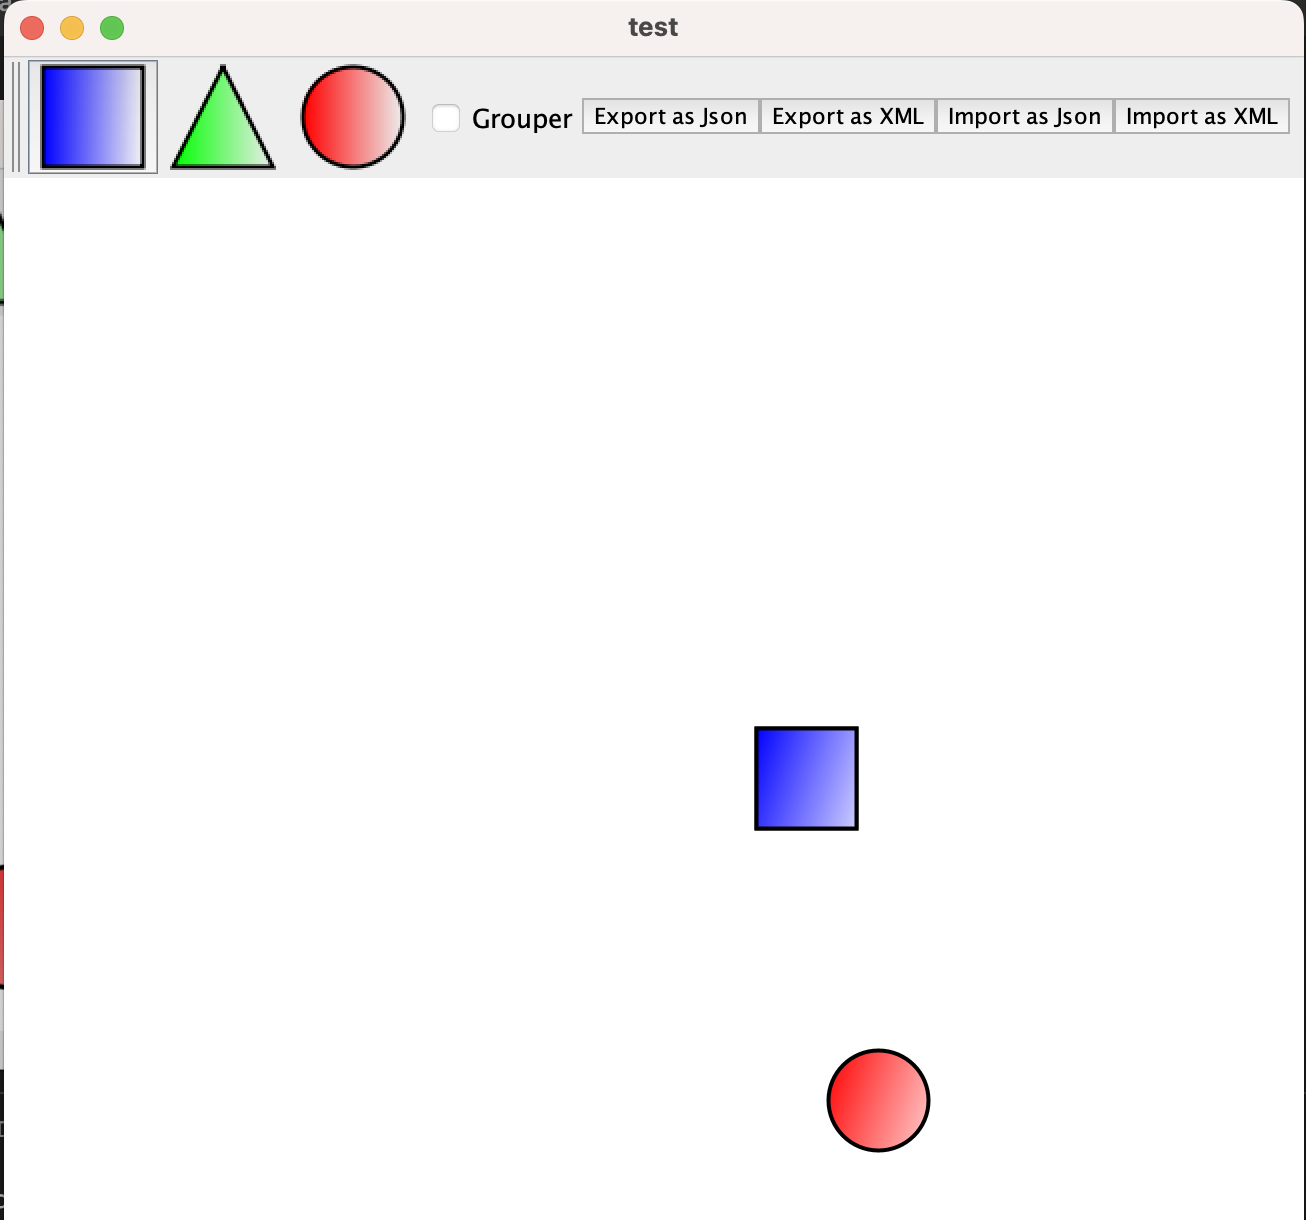 test
Grouper
Export as Json
Export as XML
Import as Json
Import as XML